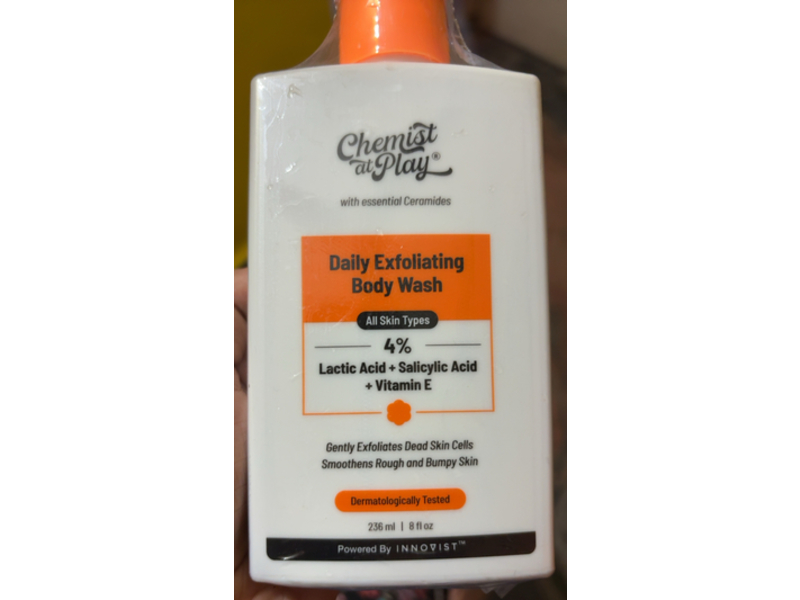 Chemist
at Play®
with essential Ceramides
Daily Exfoliating
Body Wash
All Skin Types
4%
Lactic Acid + Salicylic Acid
+ Vitamin E
Gently Exfoliates Dead Skin Cells
Smoothens Rough and Bumpy Skin
Dermatologically Tested
236 ml | 8 fl oz
Powered By INNOVIST™